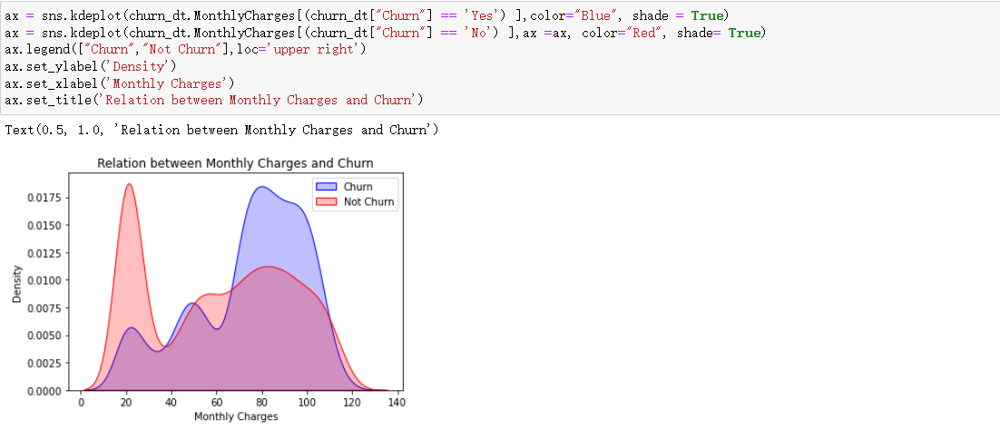 ax = sns.kdeplot(churn_dt.MonthlyCharges[(churn_dt["Churn"] == 'Yes') ],color="Blue", shade = True)
ax = sns.kdeplot(churn_dt.MonthlyCharges[(churn_dt["Churn"] == 'No') ],ax =ax, color="Red", shade= True)
ax.legend(["Churn","Not Churn"],loc='upper right')
ax.set_ylabel('Density')
ax.set_xlabel('Monthly Charges')
ax.set_title('Relation between Monthly Charges and Churn')
Text(0.5, 1.0, 'Relation between Monthly Charges and Churn')
Relation between Monthly Charges and Churn
Churn
Not Churn
0.0175
0.0150
0.0125
0.0100
0.0075
0.0050
0.0025
0.0000
Density
0 20 40 60 80 100 120 140
Monthly Charges